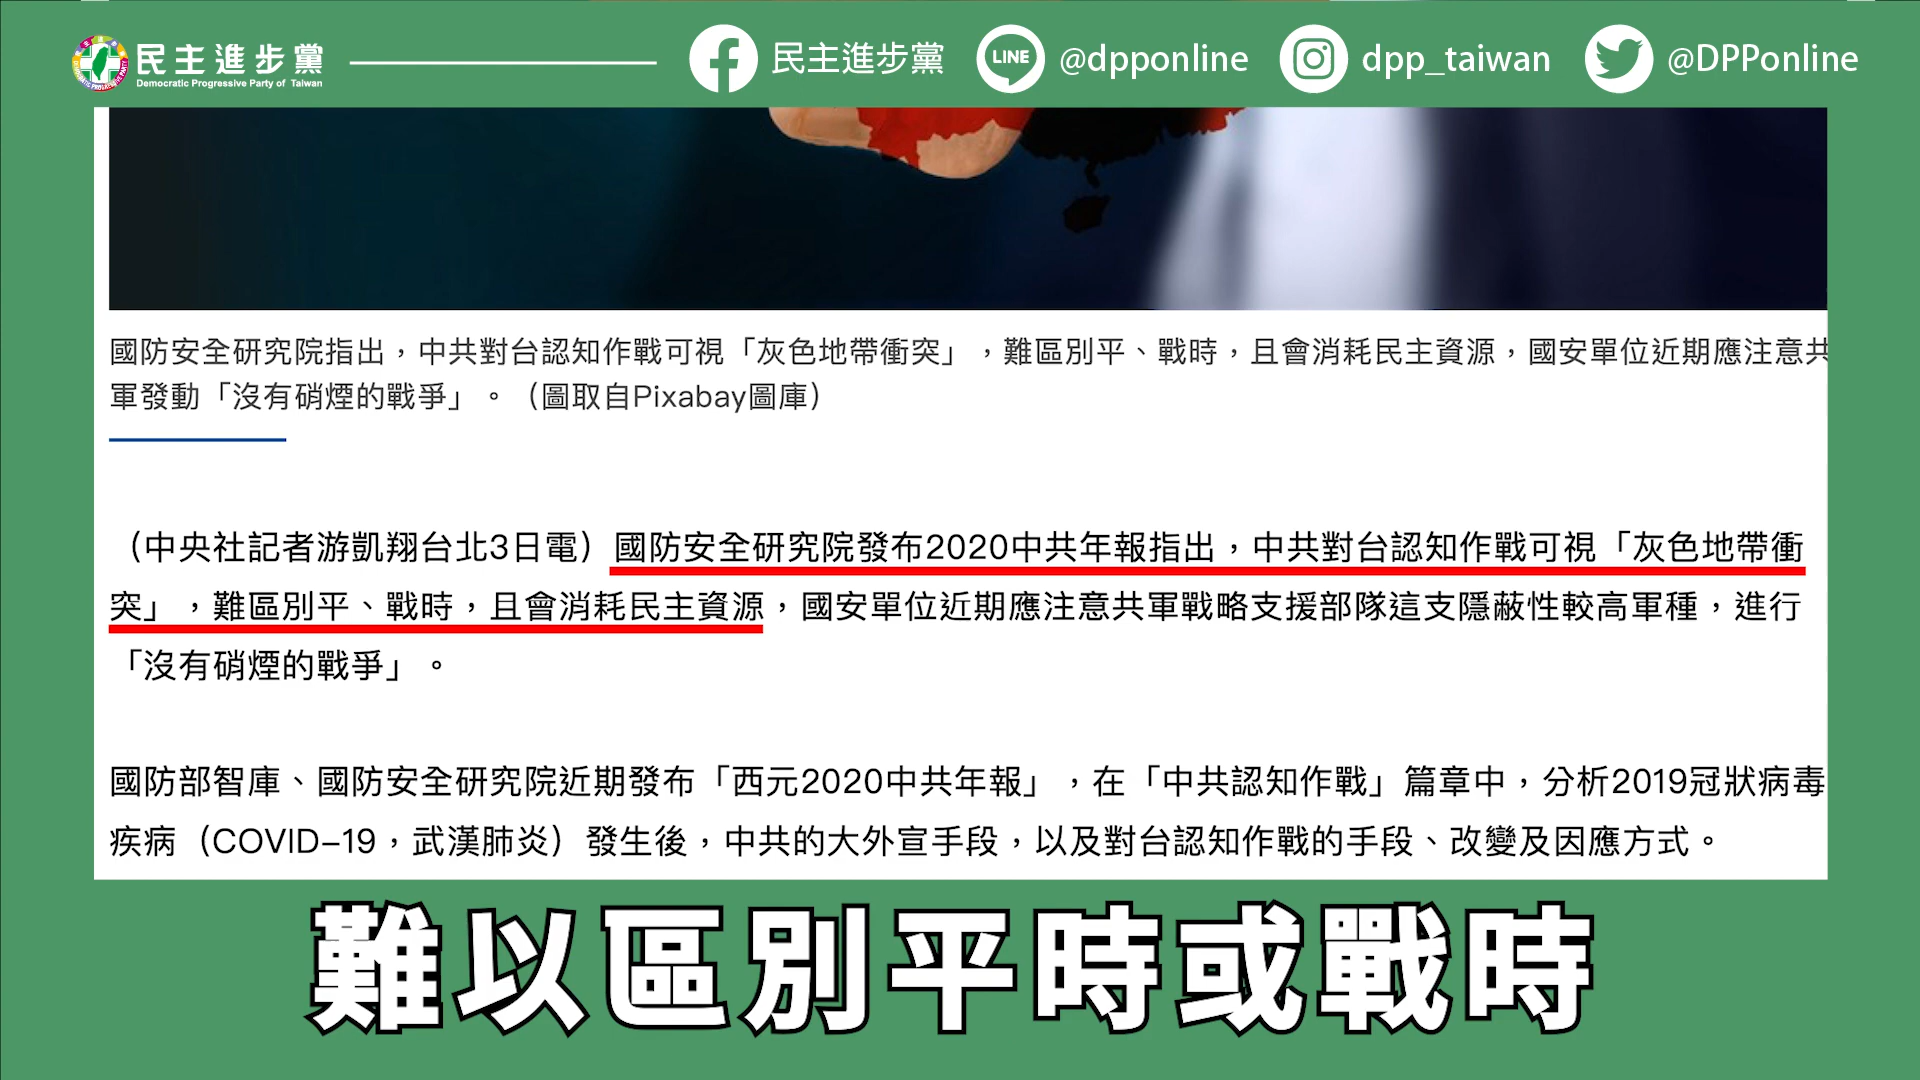 民主進步黨
Democratic Progressive Party of Taiwan
民主進步黨
LINE
@dpponline
dpp_taiwan
@DPPonline
國防安全研究院指出，中共對台認知作戰可視「灰色地帶衝突」，難區別平、戰時，且會消耗民主資源，國安單位近期應注意共
軍發動「沒有硝煙的戰爭」。（圖取自Pixabay圖庫）
（中央社記者游凱翔台北3日電）國防安全研究院發布2020中共年報指出，中共對台認知作戰可視「灰色地帶衝
突」，難區別平、戰時，且會消耗民主資源，國安單位近期應注意共軍戰略支援部隊這支隱蔽性較高軍種，進行
「沒有硝煙的戰爭」。
國防部智庫、國防安全研究院近期發布「西元2020中共年報」，在「中共認知作戰」篇章中，分析2019冠狀病毒
疾病（COVID-19，武漢肺炎）發生後，中共的大外宣手段，以及對台認知作戰的手段、改變及因應方式。
難以區別平時或戰時